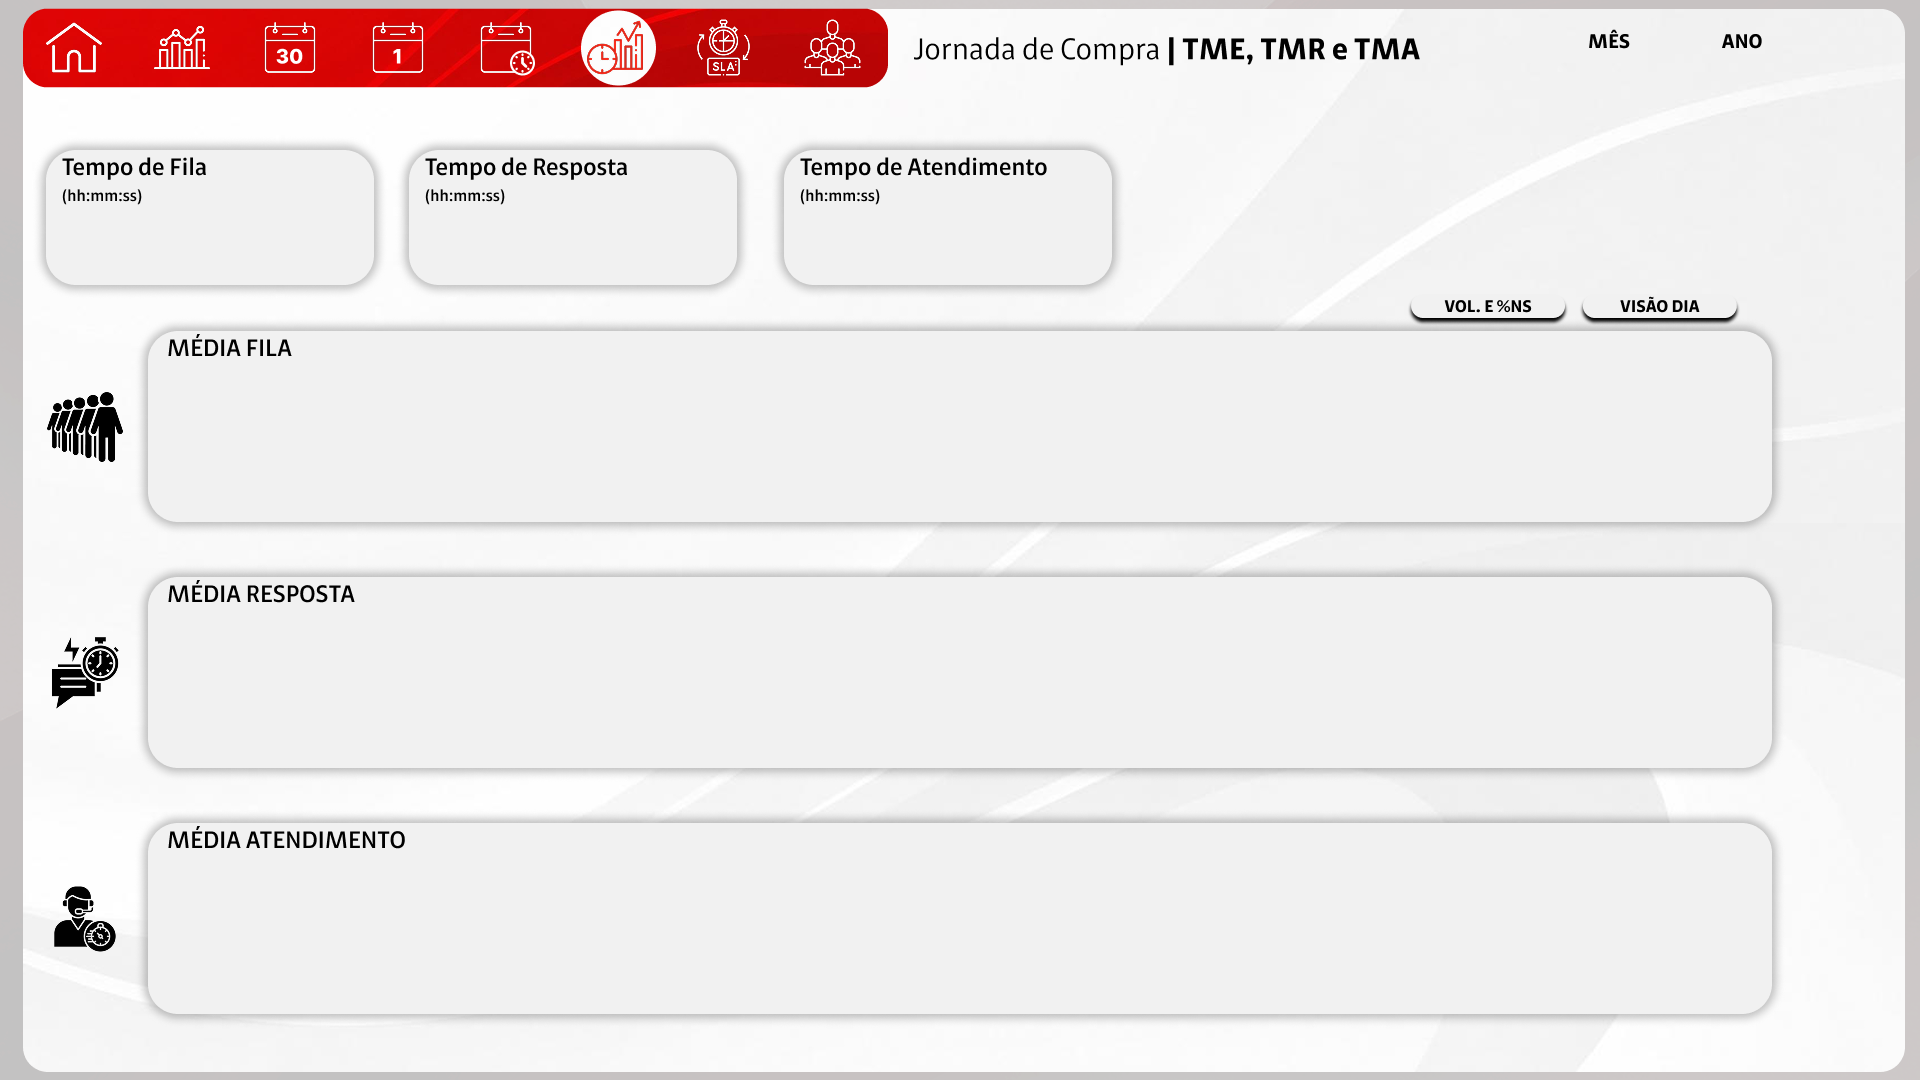 30
1
SLA
Jornada de Compra | TME, TMR e TMA
MÊS
ANO
Tempo de Fila
(hh:mm:ss)
Tempo de Resposta
(hh:mm:ss)
Tempo de Atendimento
(hh:mm:ss)
VOL. E %NS
VISÃO DIA
MÉDIA FILA
MÉDIA RESPOSTA
MÉDIA ATENDIMENTO